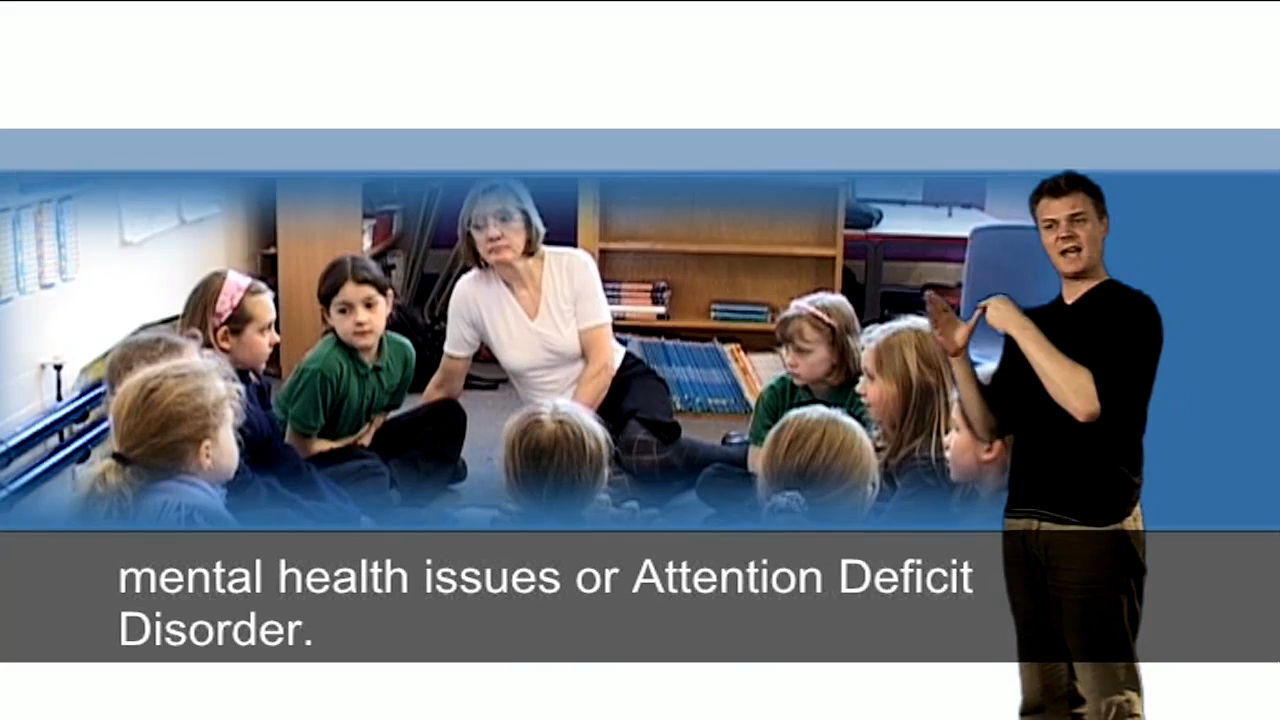 mental health issues or Attention Deficit
Disorder.